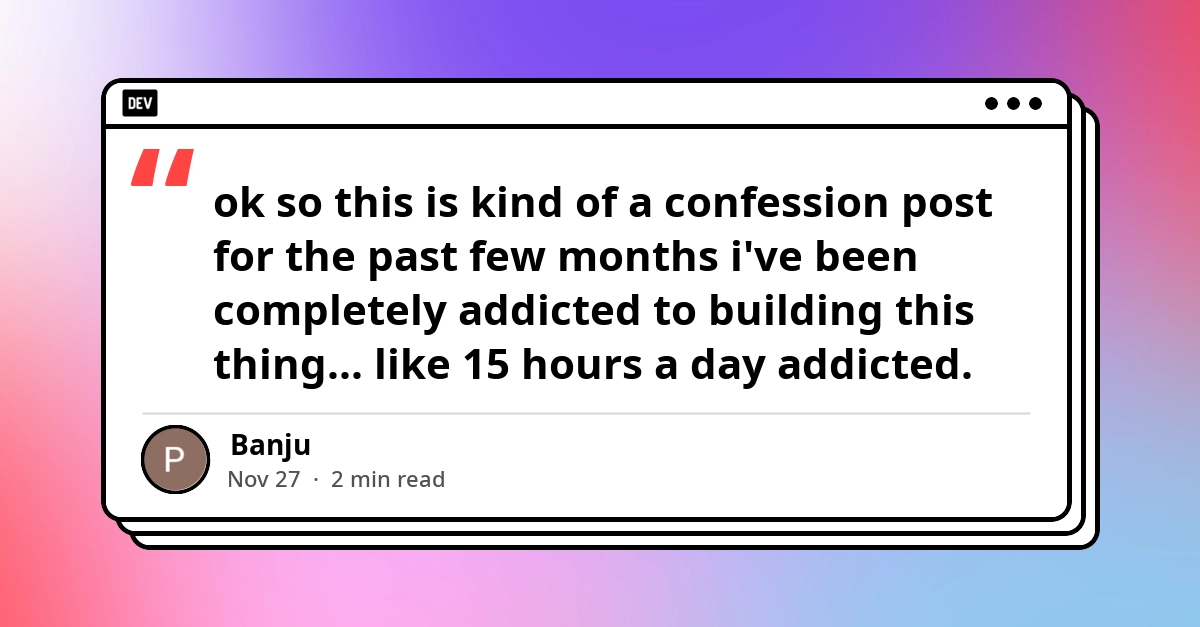 DEV
“
ok so this is kind of a confession post
for the past few months i've been
completely addicted to building this
thing... like 15 hours a day addicted.
P
Banju
Nov 27 · 2 min read